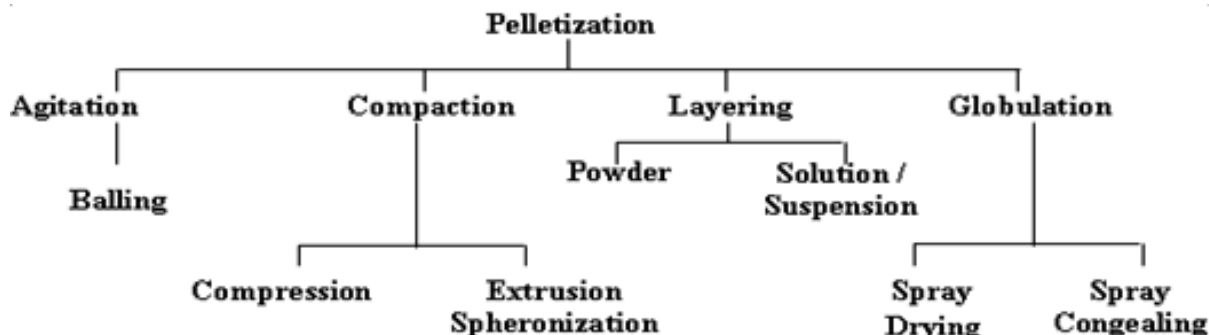 Pelletization
Agitation
Compaction
Layering
Globulation
Balling
Powder
Solution /
Suspension
Compression
Extrusion
Spheronization
Spray
Drying
Spray
Congealing